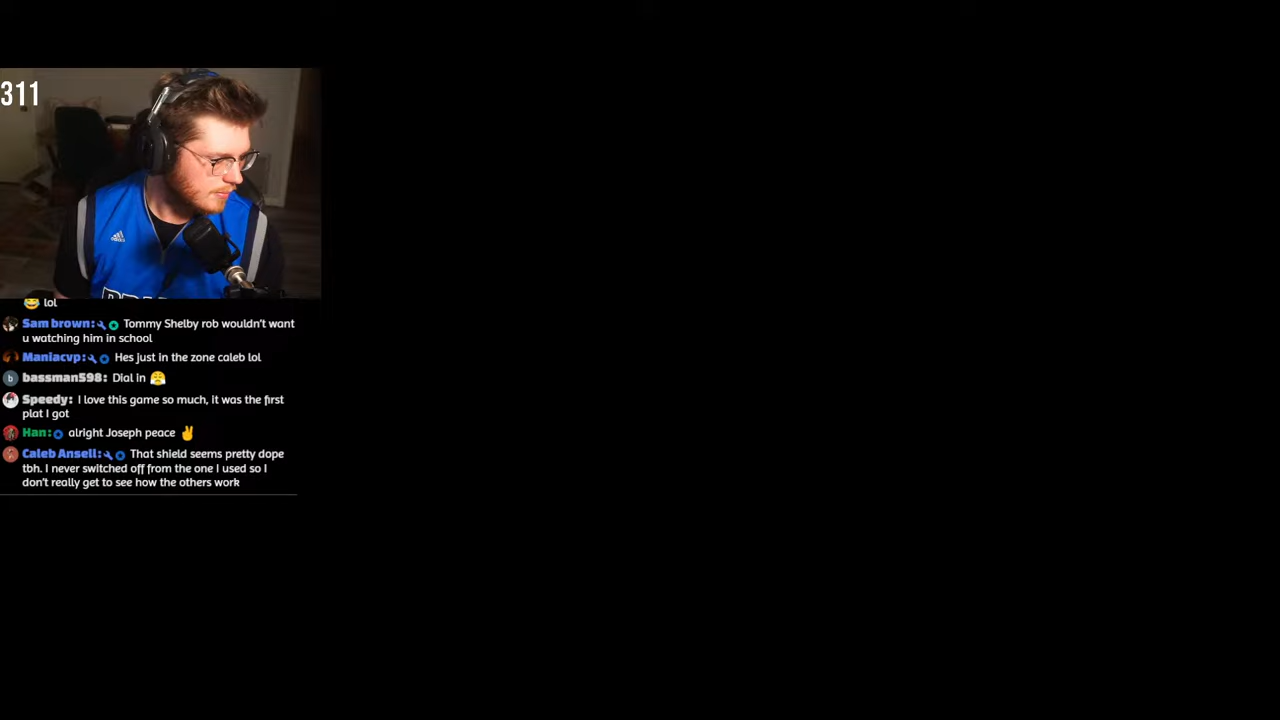 311
😂 lol
Sam brown: Tommy Shelby rob wouldn't want
u watching him in school
Maniacvp: Hes just in the zone caleb lol
b bassman598: Dial in 😤
Speedy: I love this game so much, it was the first
plat I got
Han: alright Joseph peace ✌️
Caleb Ansell: That shield seems pretty dope
tbh. I never switched off from the one I used so I
don't really get to see how the others work